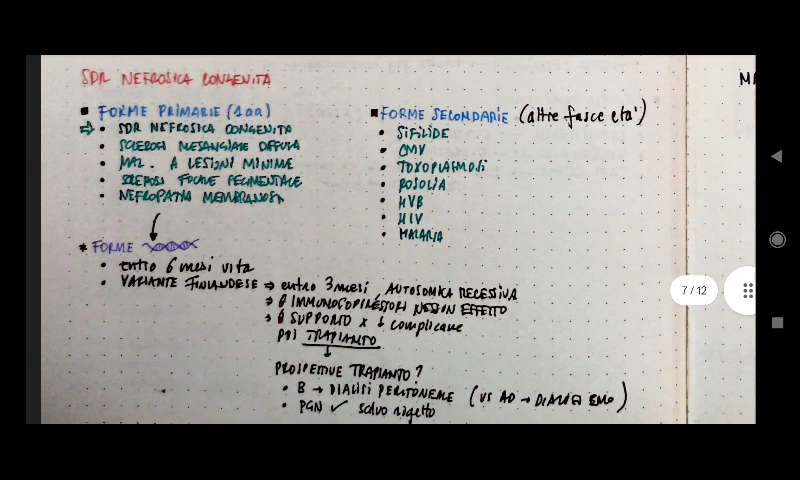 SDR NEFROSICA CONGENITA
FORME PRIMARIE (1aa)
SDR NEFROSICA CONGENITA
SCLEROSI MESANGIALE DIFFUSA
MAL. A LESIONI MINIME
SCLEROSI FOCALE SEGMENTALE
NEFROPATIA MEMBRANOSA
FORME SECONDARIE (altre fasce età)
SIFILIDE
CMV
TOXOPLASMOSI
ROSOLIA
HVB
HIV
MALARIA
* FORME
entro 6 mesi vita
VARIANTE FINLANDESE → entro 3 mesi, AUTOSOMICA RECESSIVA
IMMUNOSOPPRESSORI NESSUN EFFETTO
SUPPORTO x ↓ complicanze
POI TRAPIANTO
↓
PROSPETTIVE TRAPIANTO?
B → DIALISI PERITONEALE (VS AD → DIALISI EMO)
PGN ✓ salvo rigetto
7 / 12